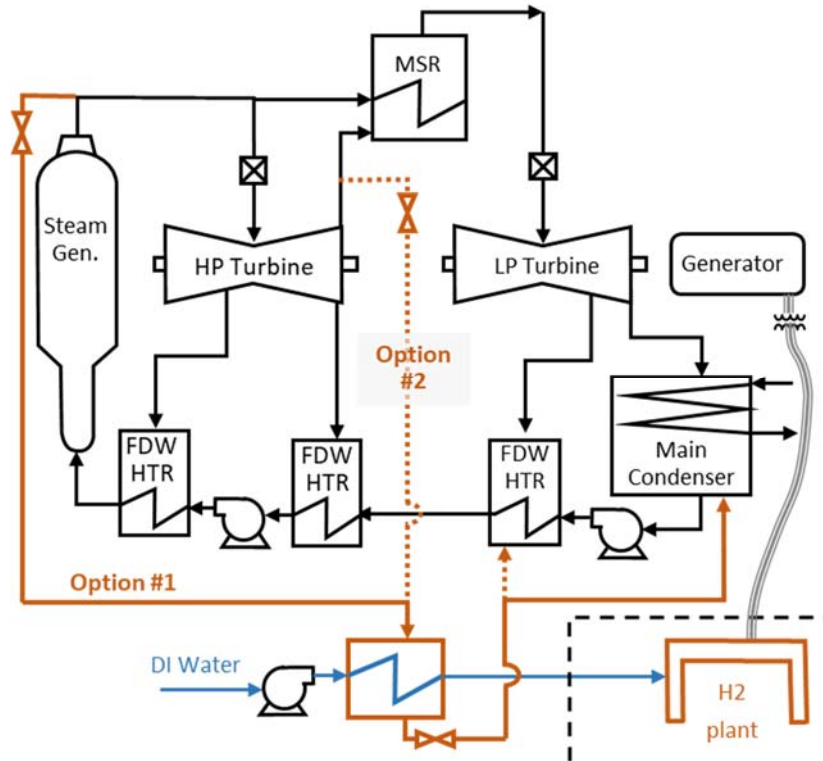 MSR
Steam
Gen.
HP Turbine
LP Turbine
Generator
Option
#2
FDW
HTR
FDW
HTR
FDW
HTR
Main
Condenser
Option #1
DI Water
H2
plant